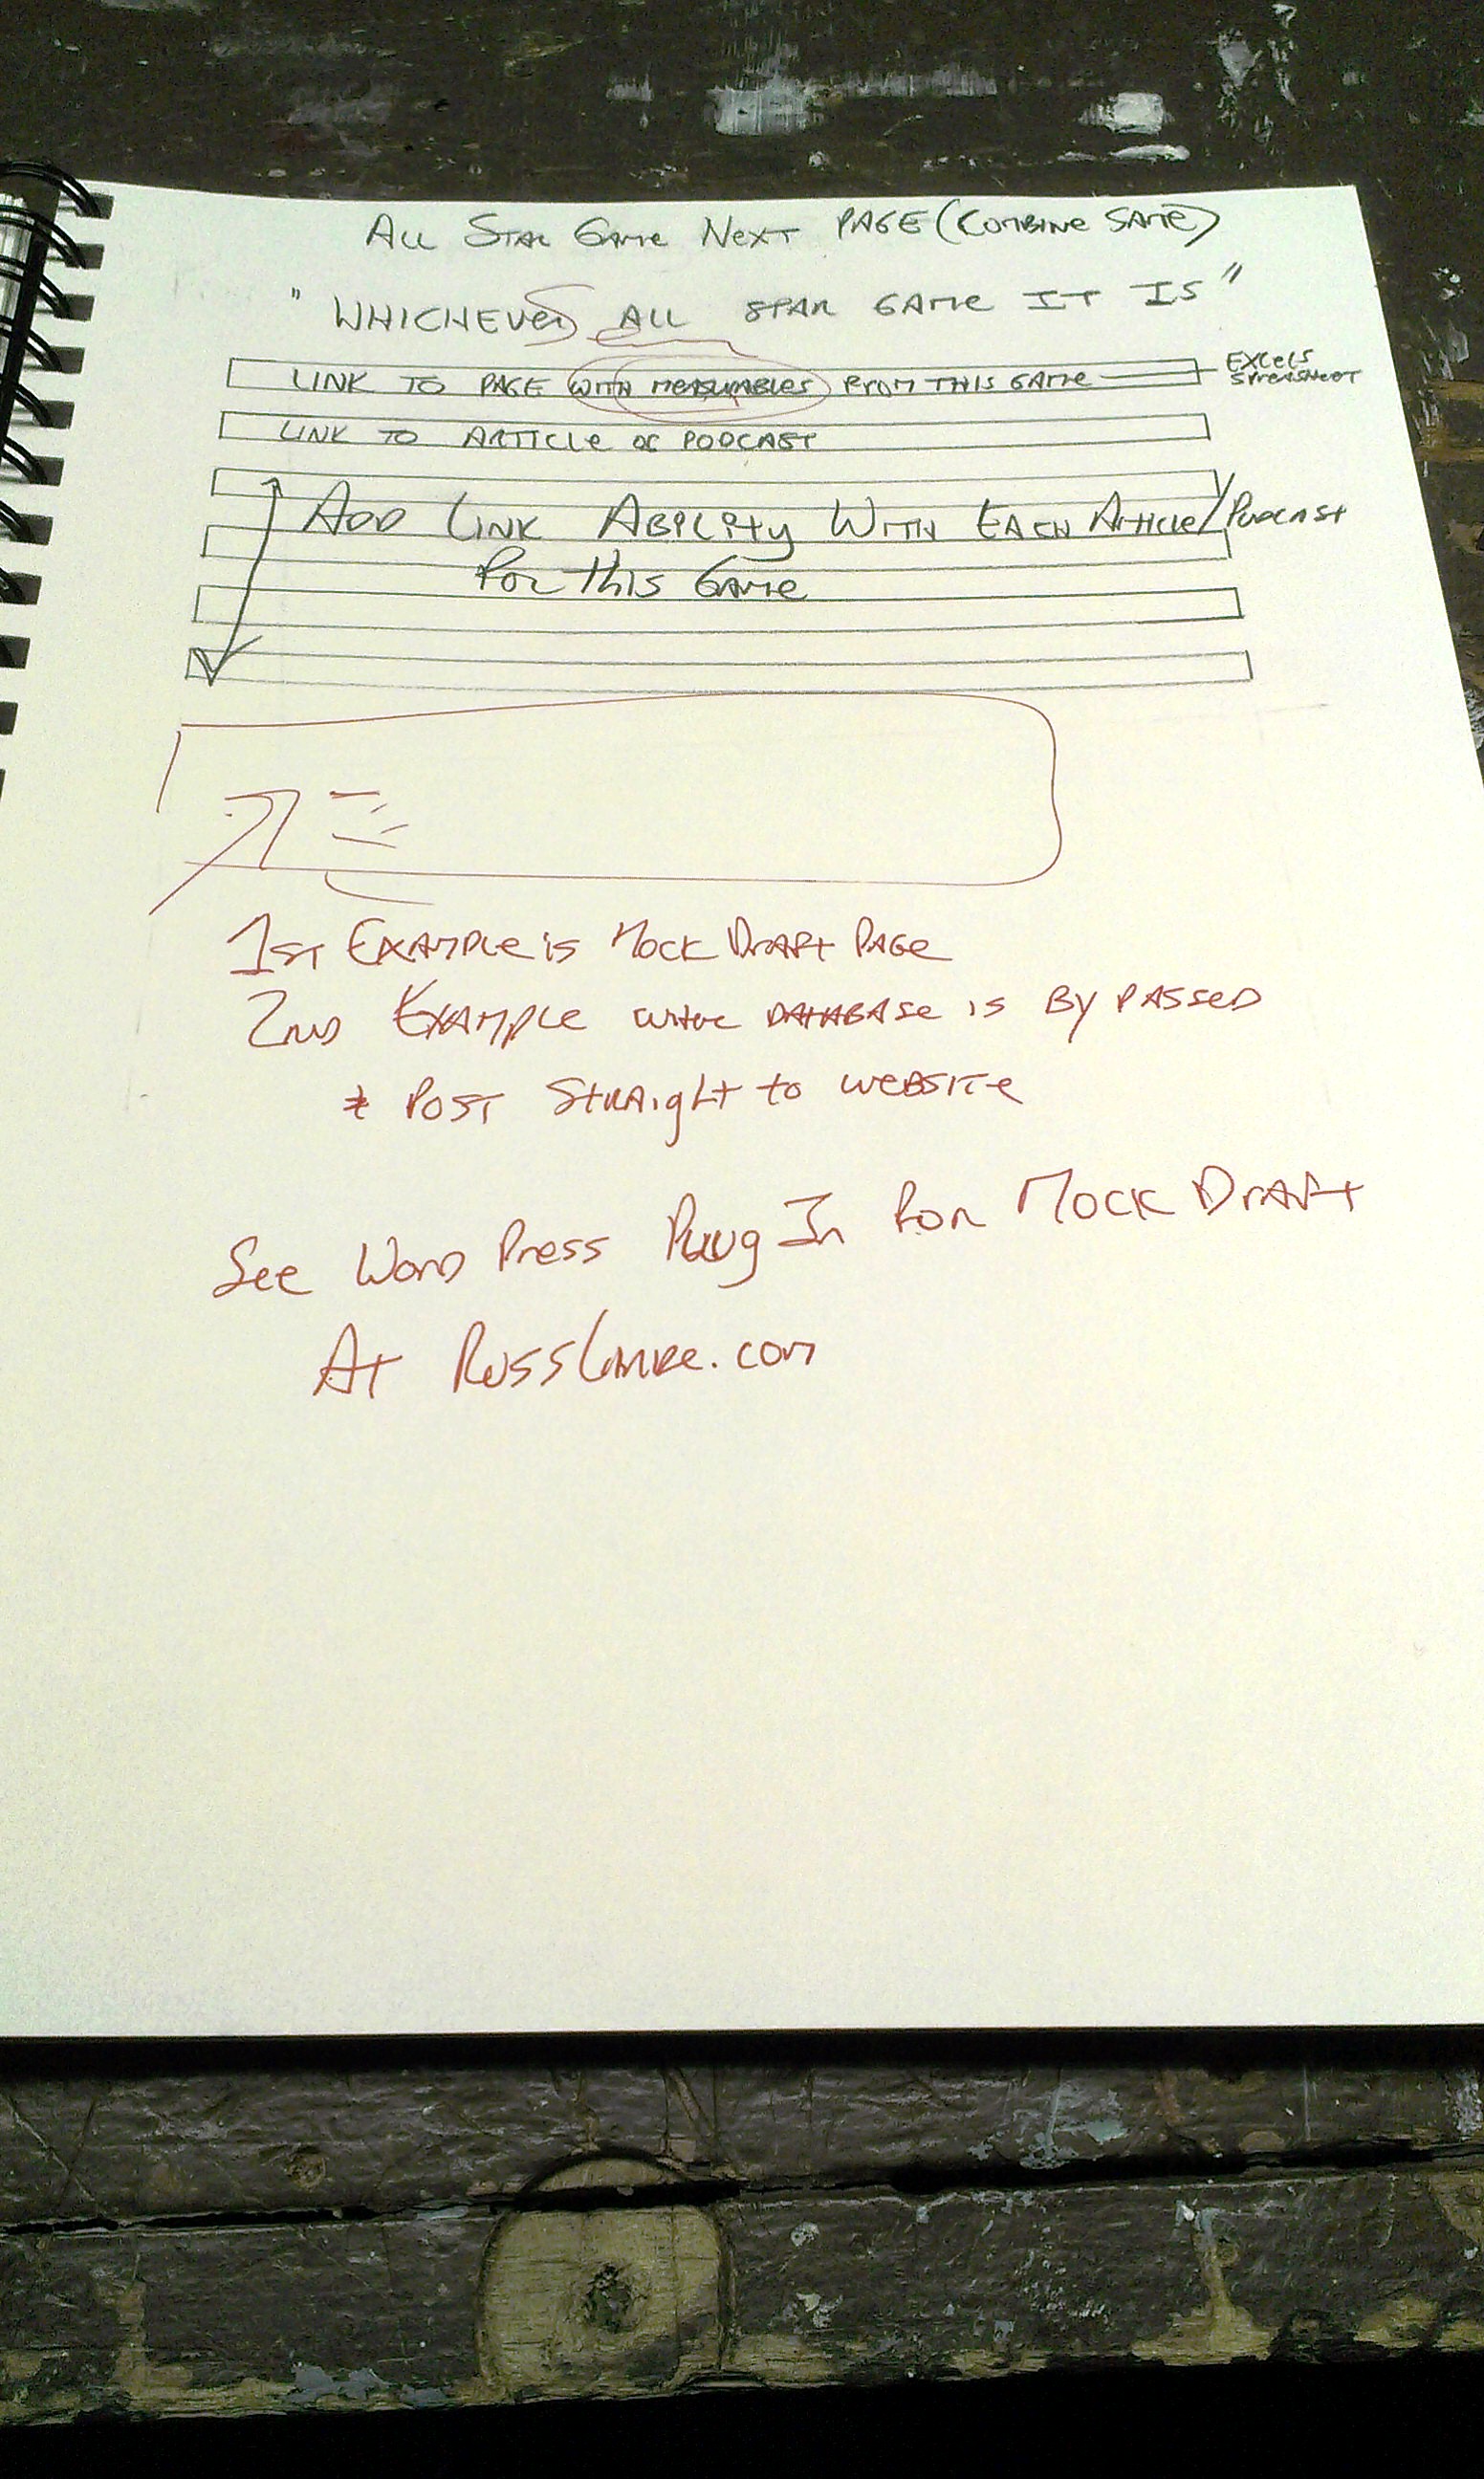 ALL STAR GAME NEXT PAGE (COMBINE SAME)
"WHICHEVER ALL STAR GAME IT IS"
LINK TO PAGE WITH MEASURABLES FROM THIS GAME
EXCELS SPREADSHEET
LINK TO ARTICLE OR PODCAST
ADD LINK ABILITY WITH EACH ARTICLE/PODCAST
FOR THIS GAME
1ST EXAMPLE IS MOCK DRAFT PAGE
2ND EXAMPLE DATABASE IS BY PASSED
* POST STRAIGHT TO WEBSITE
SEE WORD PRESS PLUG IN FOR MOCK DRAFT
AT